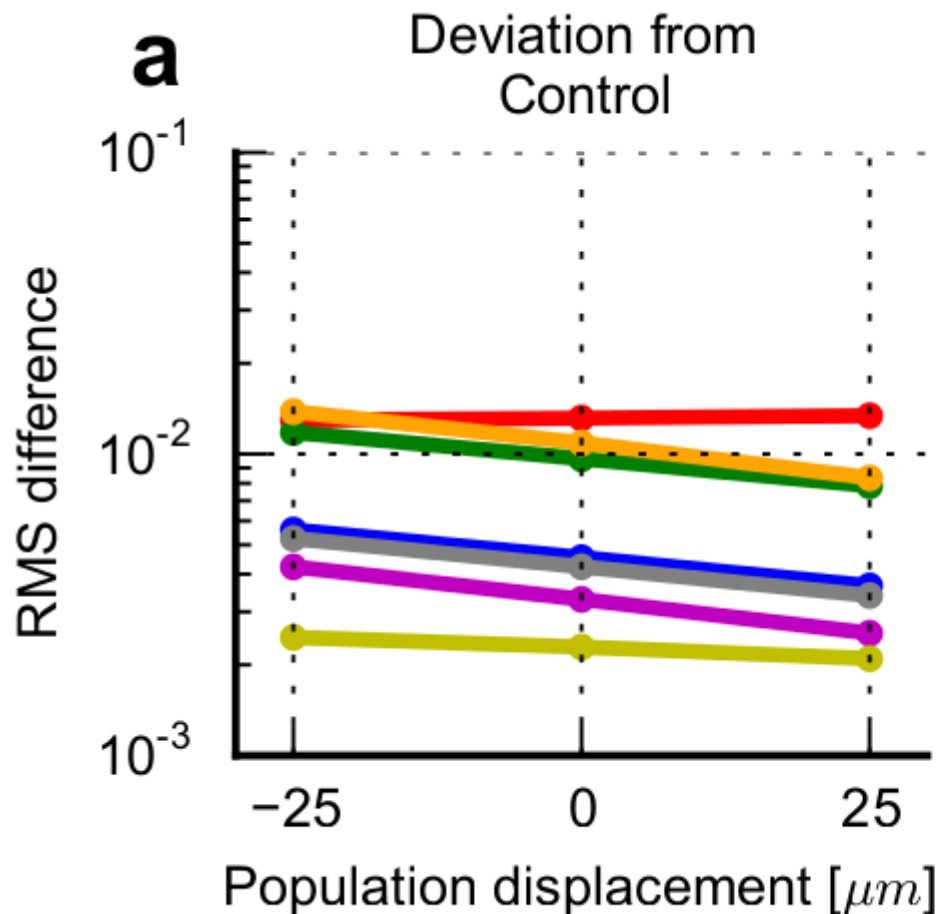 a
Deviation from
Control
10⁻¹
10⁻²
10⁻³
RMS difference
−25 0 25
Population displacement [μm]